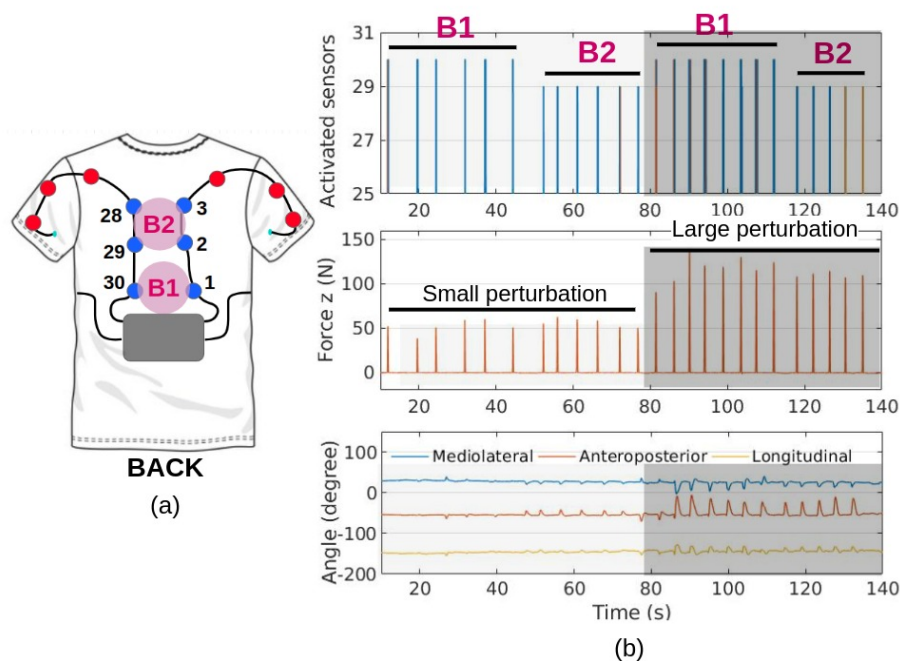 28
3
B2
29
2
30
B1
1
BACK
(a)
B1
B2
B1
B2
Activated sensors
31
29
27
25
20 40 60 80 100 120 140
Force z (N)
150
100
50
0
Small perturbation
Large perturbation
20 40 60 80 100 120 140
Angle (degree)
100
0
-100
-200
Mediolateral Anteroposterior Longitudinal
20 40 60 80 100 120 140
Time (s)
(b)